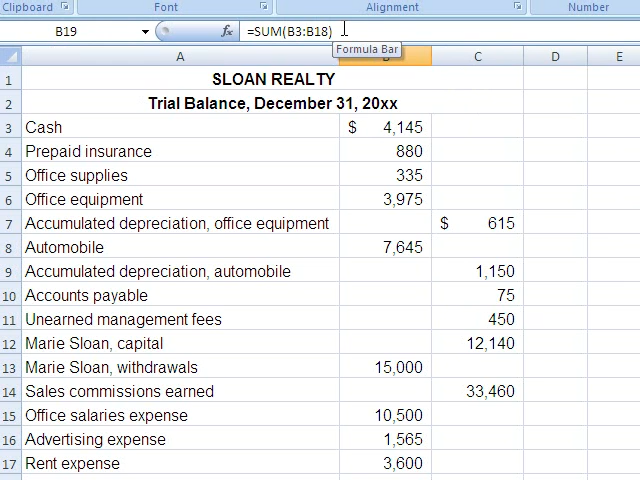 Clipboard Font Alignment Number
B19 fx =SUM(B3:B18)
Formula Bar
A B C D E
1 SLOAN REALTY
2 Trial Balance, December 31, 20xx
3 Cash $ 4,145
4 Prepaid insurance 880
5 Office supplies 335
6 Office equipment 3,975
7 Accumulated depreciation, office equipment $ 615
8 Automobile 7,645
9 Accumulated depreciation, automobile 1,150
10 Accounts payable 75
11 Unearned management fees 450
12 Marie Sloan, capital 12,140
13 Marie Sloan, withdrawals 15,000
14 Sales commissions earned 33,460
15 Office salaries expense 10,500
16 Advertising expense 1,565
17 Rent expense 3,600